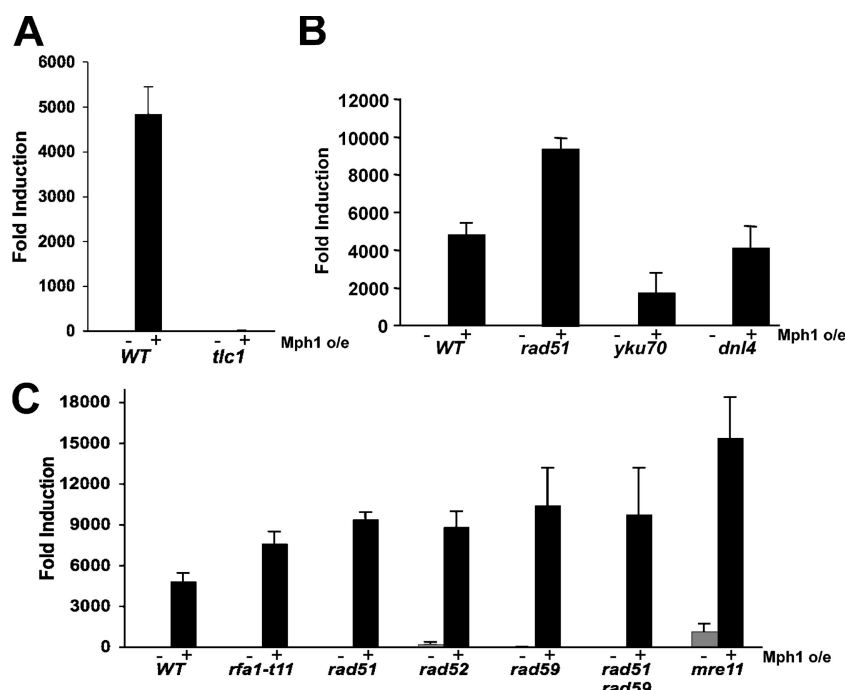 A
6000
5000
4000
3000
2000
1000
0
Fold Induction
- + - + Mph1 o/e
WT tlc1
B
12000
10000
8000
6000
4000
2000
0
Fold Induction
- + - + - + - + Mph1 o/e
WT rad51 yku70 dnl4
C
18000
15000
12000
9000
6000
3000
0
Fold Induction
- + - + - + - + - + - + - + Mph1 o/e
WT rfa1-t11 rad51 rad52 rad59 rad51 mre11
rad59